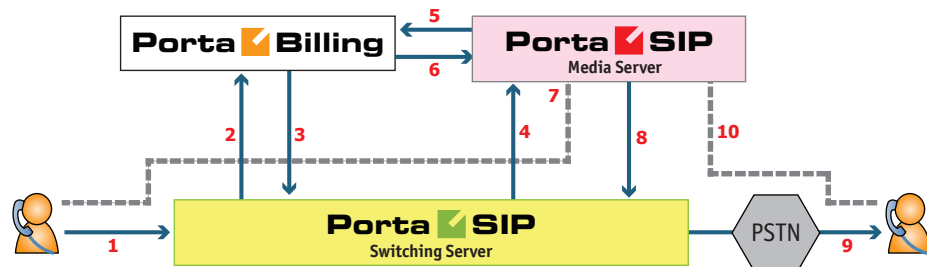 5
Porta Billing
Porta SIP
Media Server
6
7
10
2
3
4
8
Porta SIP
Switching Server
1
PSTN
9